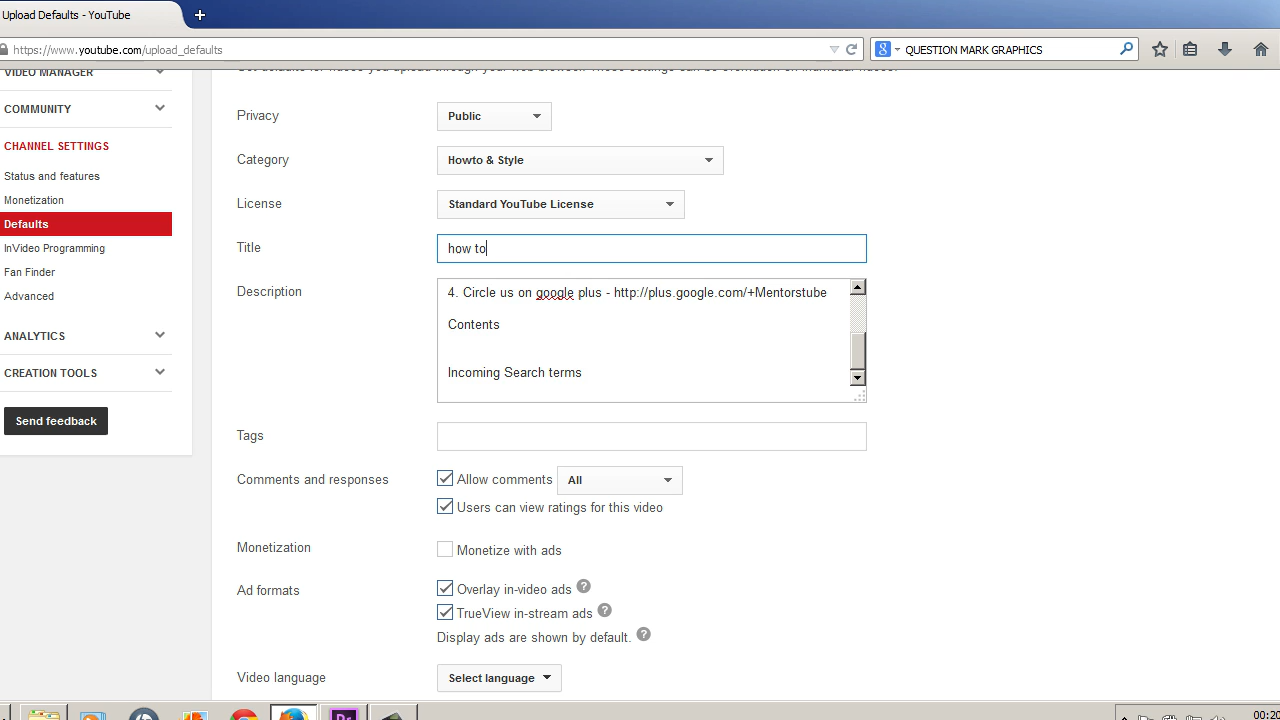 Upload Defaults - YouTube
https://www.youtube.com/upload_defaults
QUESTION MARK GRAPHICS
VIDEO MANAGER
COMMUNITY
CHANNEL SETTINGS
Status and features
Monetization
Defaults
InVideo Programming
Fan Finder
Advanced
ANALYTICS
CREATION TOOLS
Send feedback
Privacy
Public
Category
Howto & Style
License
Standard YouTube License
Title
how to
Description
4. Circle us on google plus - http://plus.google.com/+Mentorstube
Contents
Incoming Search terms
Tags
Comments and responses
Allow comments
All
Users can view ratings for this video
Monetization
Monetize with ads
Ad formats
Overlay in-video ads ?
TrueView in-stream ads ?
Display ads are shown by default. ?
Video language
Select language